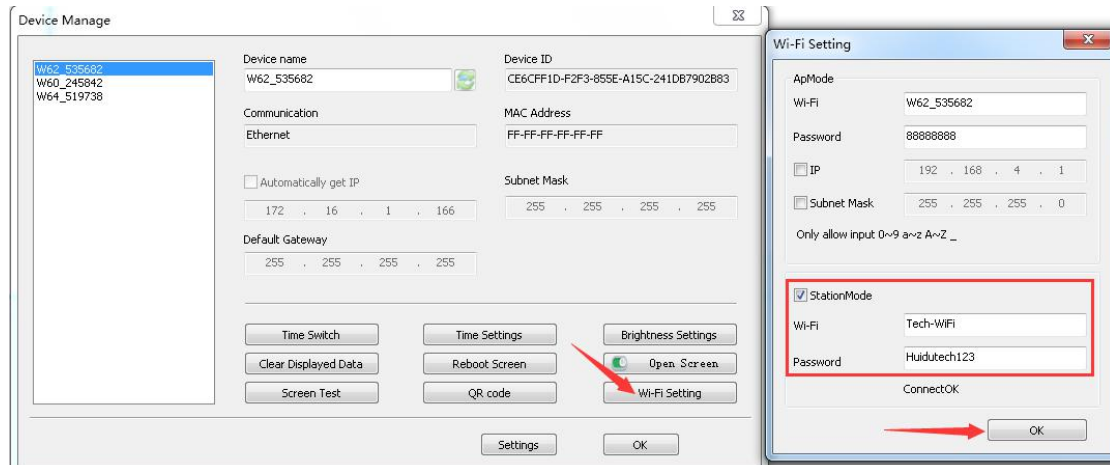 Device Manage
W62_535682
W60_245842
W64_519738
Device name
W62_535682
Device ID
CE6CFF1D-F2F3-855E-A15C-241DB7902B83
Communication
Ethernet
MAC Address
FF-FF-FF-FF-FF-FF
Automatically get IP
172 . 16 . 1 . 166
Subnet Mask
255 . 255 . 255 . 255
Default Gateway
255 . 255 . 255 . 255
Time Switch
Time Settings
Brightness Settings
Clear Displayed Data
Reboot Screen
Open Screen
Screen Test
QR code
Wi-Fi Setting
Settings
OK
Wi-Fi Setting
ApMode
Wi-Fi
W62_535682
Password
88888888
IP
192 . 168 . 4 . 1
Subnet Mask
255 . 255 . 255 . 0
Only allow input 0~9 a~z A~Z _
StationMode
Wi-Fi
Tech-WiFi
Password
Huidutech123
ConnectOK
OK